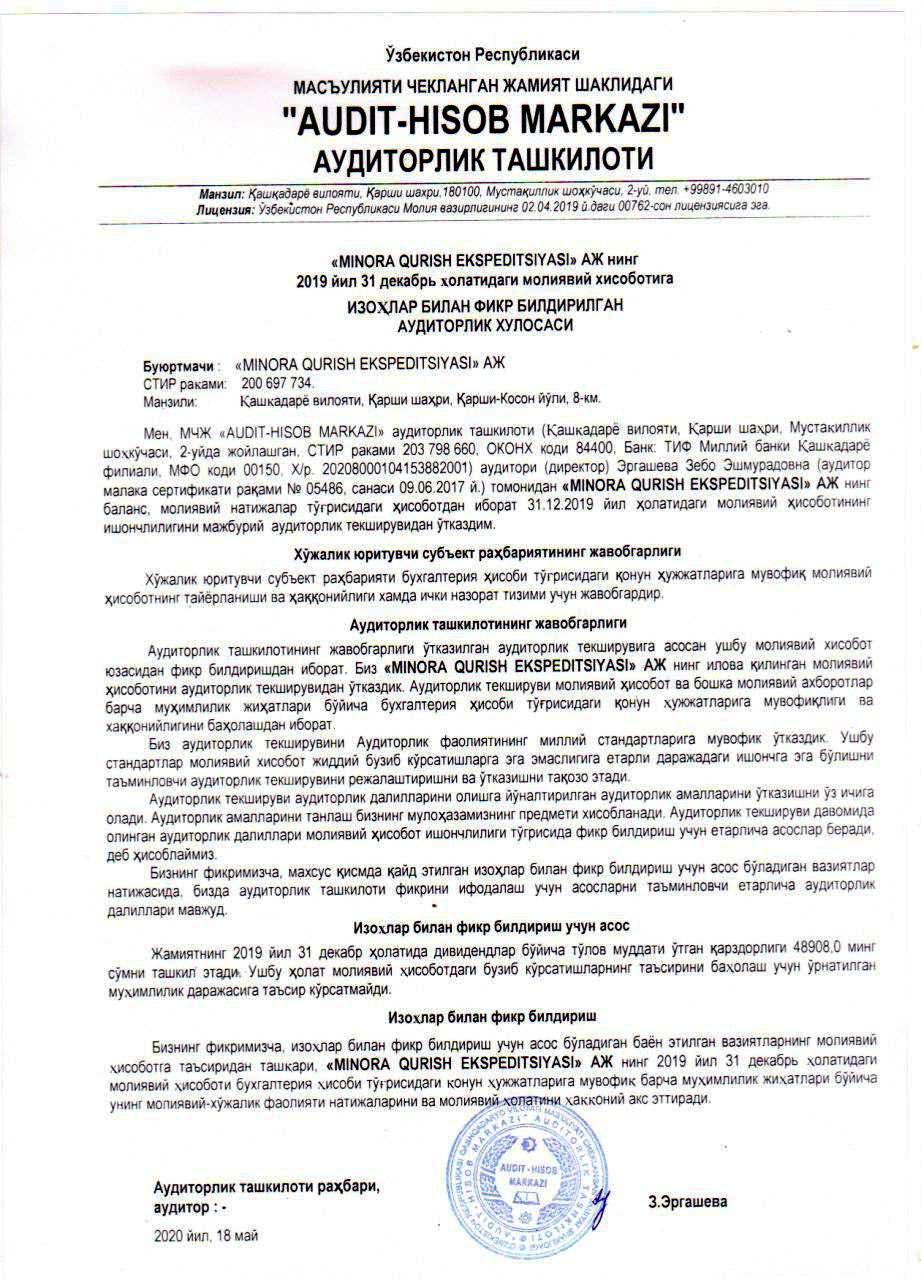 Ўзбекистон Республикаси
МАСЪУЛИЯТИ ЧЕКЛАНГАН ЖАМИЯТ ШАКЛИДАГИ
"AUDIT-HISOB MARKAZI"
АУДИТОРЛИК ТАШКИЛОТИ
Манзил: Қашқадарё вилояти, Қарши шахри,180100, Мустақиллик шоҳкўчаси, 2-уй, тел. +99891-4603010
Лицензия: Ўзбекистон Республикаси Молия вазирлигининг 02.04.2019 й.даги 00762-сон лицензиясига эга.
«MINORA QURISH EKSPEDITSIYASI» АЖ нинг
2019 йил 31 декабрь ҳолатидаги молиявий хисоботига
ИЗОҲЛАР БИЛАН ФИКР БИЛДИРИЛГАН
АУДИТОРЛИК ХУЛОСАСИ
Буюртмачи : «MINORA QURISH EKSPEDITSIYASI» АЖ
СТИР раками: 200 697 734.
Манзили: Қашкадарё вилояти, Қарши шаҳри, Қарши-Косон йўли, 8-км.
Мен, МЧЖ «AUDIT-HISOB MARKAZI» аудиторлик ташкилоти (Қашкадарё вилояти, Қарши шаҳри, Мустакиллик
шоҳкўчаси, 2-уйда жойлашган, СТИР раками 203 798 660, ОКОНХ коди 84400, Банк: ТИФ Миллий банки Қашкадарё
филиали, МФО коди 00150, Х/р. 20208000104153882001) аудитори (директор) Эргашева Зебо Эшмурадовна (аудитор
малака сертификати рақами № 05486, санаси 09.06.2017 й.) томонидан «MINORA QURISH EKSPEDITSIYASI» АЖ нинг
баланс, молиявий натижалар тўғрисидаги ҳисоботдан иборат 31.12.2019 йил ҳолатидаги молиявий ҳисоботининг
ишончлилигини мажбурий аудиторлик текширувидан ўтказдим.
Хўжалик юритувчи субъект раҳбариятининг жавобгарлиги
Хўжалик юритувчи субъект раҳбарияти бухгалтерия ҳисоби тўғрисидаги қонун ҳужжатларига мувофиқ молиявий
ҳисоботнинг тайёрланиши ва ҳаққонийлиги хамда ички назорат тизими учун жавобгардир.
Аудиторлик ташкилотининг жавобгарлиги
Аудиторлик ташкилотининг жавобгарлиги ўтказилган аудиторлик текширувига асосан ушбу молиявий хисобот
юзасидан фикр билдиришдан иборат. Биз «MINORA QURISH EKSPEDITSIYASI» АЖ нинг илова қилинган молиявий
ҳисоботини аудиторлик текширувидан ўтказдик. Аудиторлик текшируви молиявий ҳисобот ва бошка молиявий ахборотлар
барча муҳимлилик жиҳатлари бўйича бухгалтерия ҳисоби тўғрисидаги қонун ҳужжатларига мувофиқлиги ва
хаққонийлигини баҳолашдан иборат.
Биз аудиторлик текширувини Аудиторлик фаолиятининг миллий стандартларига мувофик ўтказдик. Ушбу
стандартлар молиявий хисобот жиддий бузиб кўрсатишларга эга эмаслигига етарли даражадаги ишончга эга бўлишни
таъминловчи аудиторлик текширувини режалаштиришни ва ўтказишни тақозо этади.
Аудиторлик текшируви аудиторлик далилларини олишга йўналтирилган аудиторлик амалларини ўтказишни ўз ичига
олади. Аудиторлик амалларини танлаш бизнинг мулоҳазамизнинг предмети хисобланади. Аудиторлик текшируви давомида
олинган аудиторлик далиллари молиявий ҳисобот ишончлилиги тўгрисида фикр билдириш учун етарлича асослар беради,
деб ҳисоблаймиз.
Бизнинг фикримизча, махсус қисмда қайд этилган изоҳлар билан фикр билдириш учун асос бўладиган вазиятлар
натижасида, бизда аудиторлик ташкилоти фикрини ифодалаш учун асосларни таъминловчи етарлича аудиторлик
далиллари мавжуд.
Изоҳлар билан фикр билдириш учун асос
Жамиятнинг 2019 йил 31 декабр ҳолатида дивидендлар бўйича тўлов муддати ўтган қарздорлиги 48908,0 минг
сўмни ташкил этади. Ушбу ҳолат молиявий ҳисоботдаги бузиб кўрсатишларнинг таъсирини баҳолаш учун ўрнатилган
муҳимлилик даражасига таъсир кўрсатмайди.
Изоҳлар билан фикр билдириш
Бизнинг фикримизча, изоҳлар билан фикр билдириш учун асос бўладиган баён этилган вазиятларнинг молиявий
ҳисоботга таъсиридан ташкари, «MINORA QURISH EKSPEDITSIYASI» АЖ нинг 2019 йил 31 декабрь ҳолатидаги
молиявий ҳисоботи бухгалтерия ҳисоби тўғрисидаги қонун ҳужжатларига мувофик барча муҳимлилик жиҳатлари бўйича
унинг молиявий-хўжалик фаолияти натижаларини ва молиявий ҳолатини ҳаққоний акс эттиради.
AUDIT-HISOB
MARKAZI
Аудиторлик ташкилоти раҳбари,
аудитор : -
З.Эргашева
2020 йил, 18 май